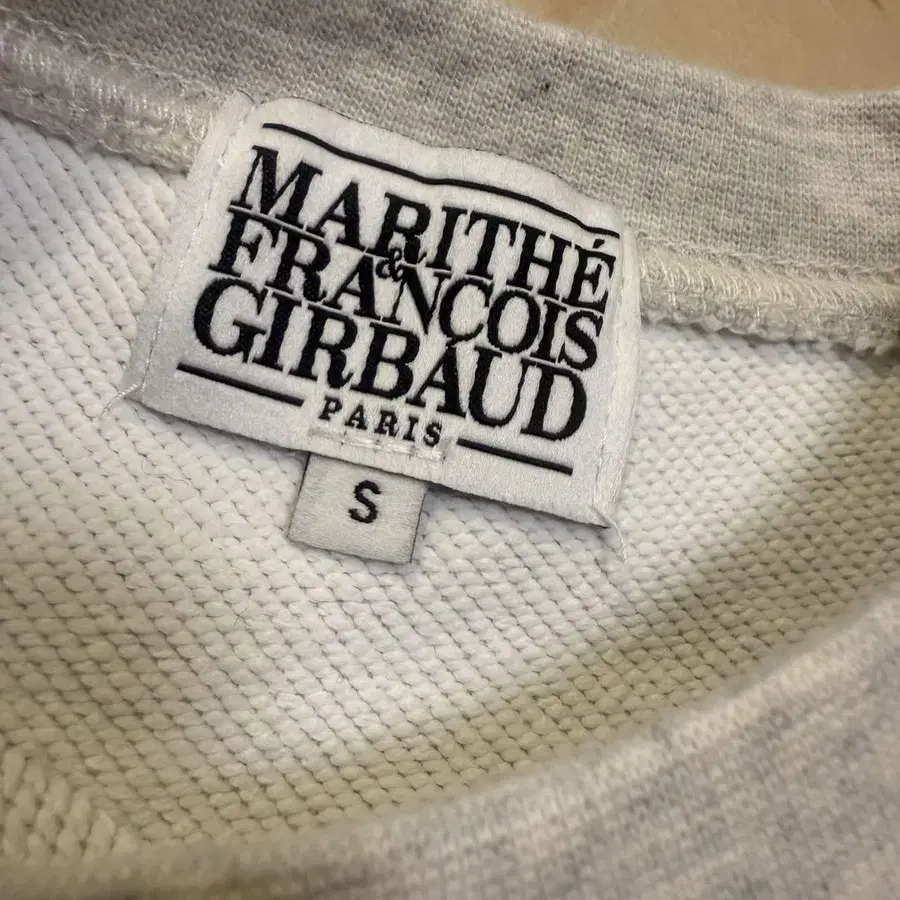 MARITHÉ
&
FRANÇOIS
GIRBAUD
PARIS
S